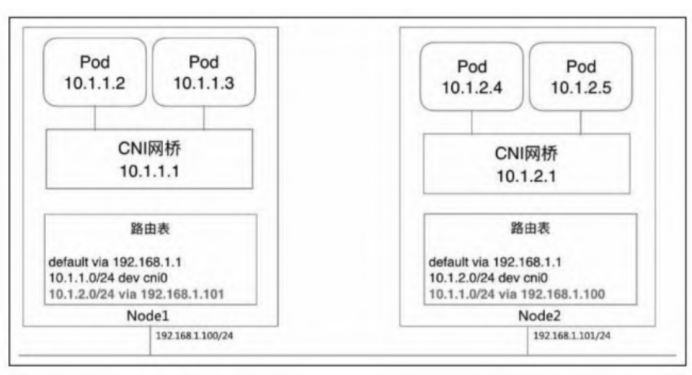 Pod
10.1.1.2
Pod
10.1.1.3
CNI网桥
10.1.1.1
路由表
default via 192.168.1.1
10.1.1.0/24 dev cni0
10.1.2.0/24 via 192.168.1.101
Node1
192.168.1.100/24
Pod
10.1.2.4
Pod
10.1.2.5
CNI网桥
10.1.2.1
路由表
default via 192.168.1.1
10.1.2.0/24 dev cni0
10.1.1.0/24 via 192.168.1.100
Node2
192.168.1.101/24